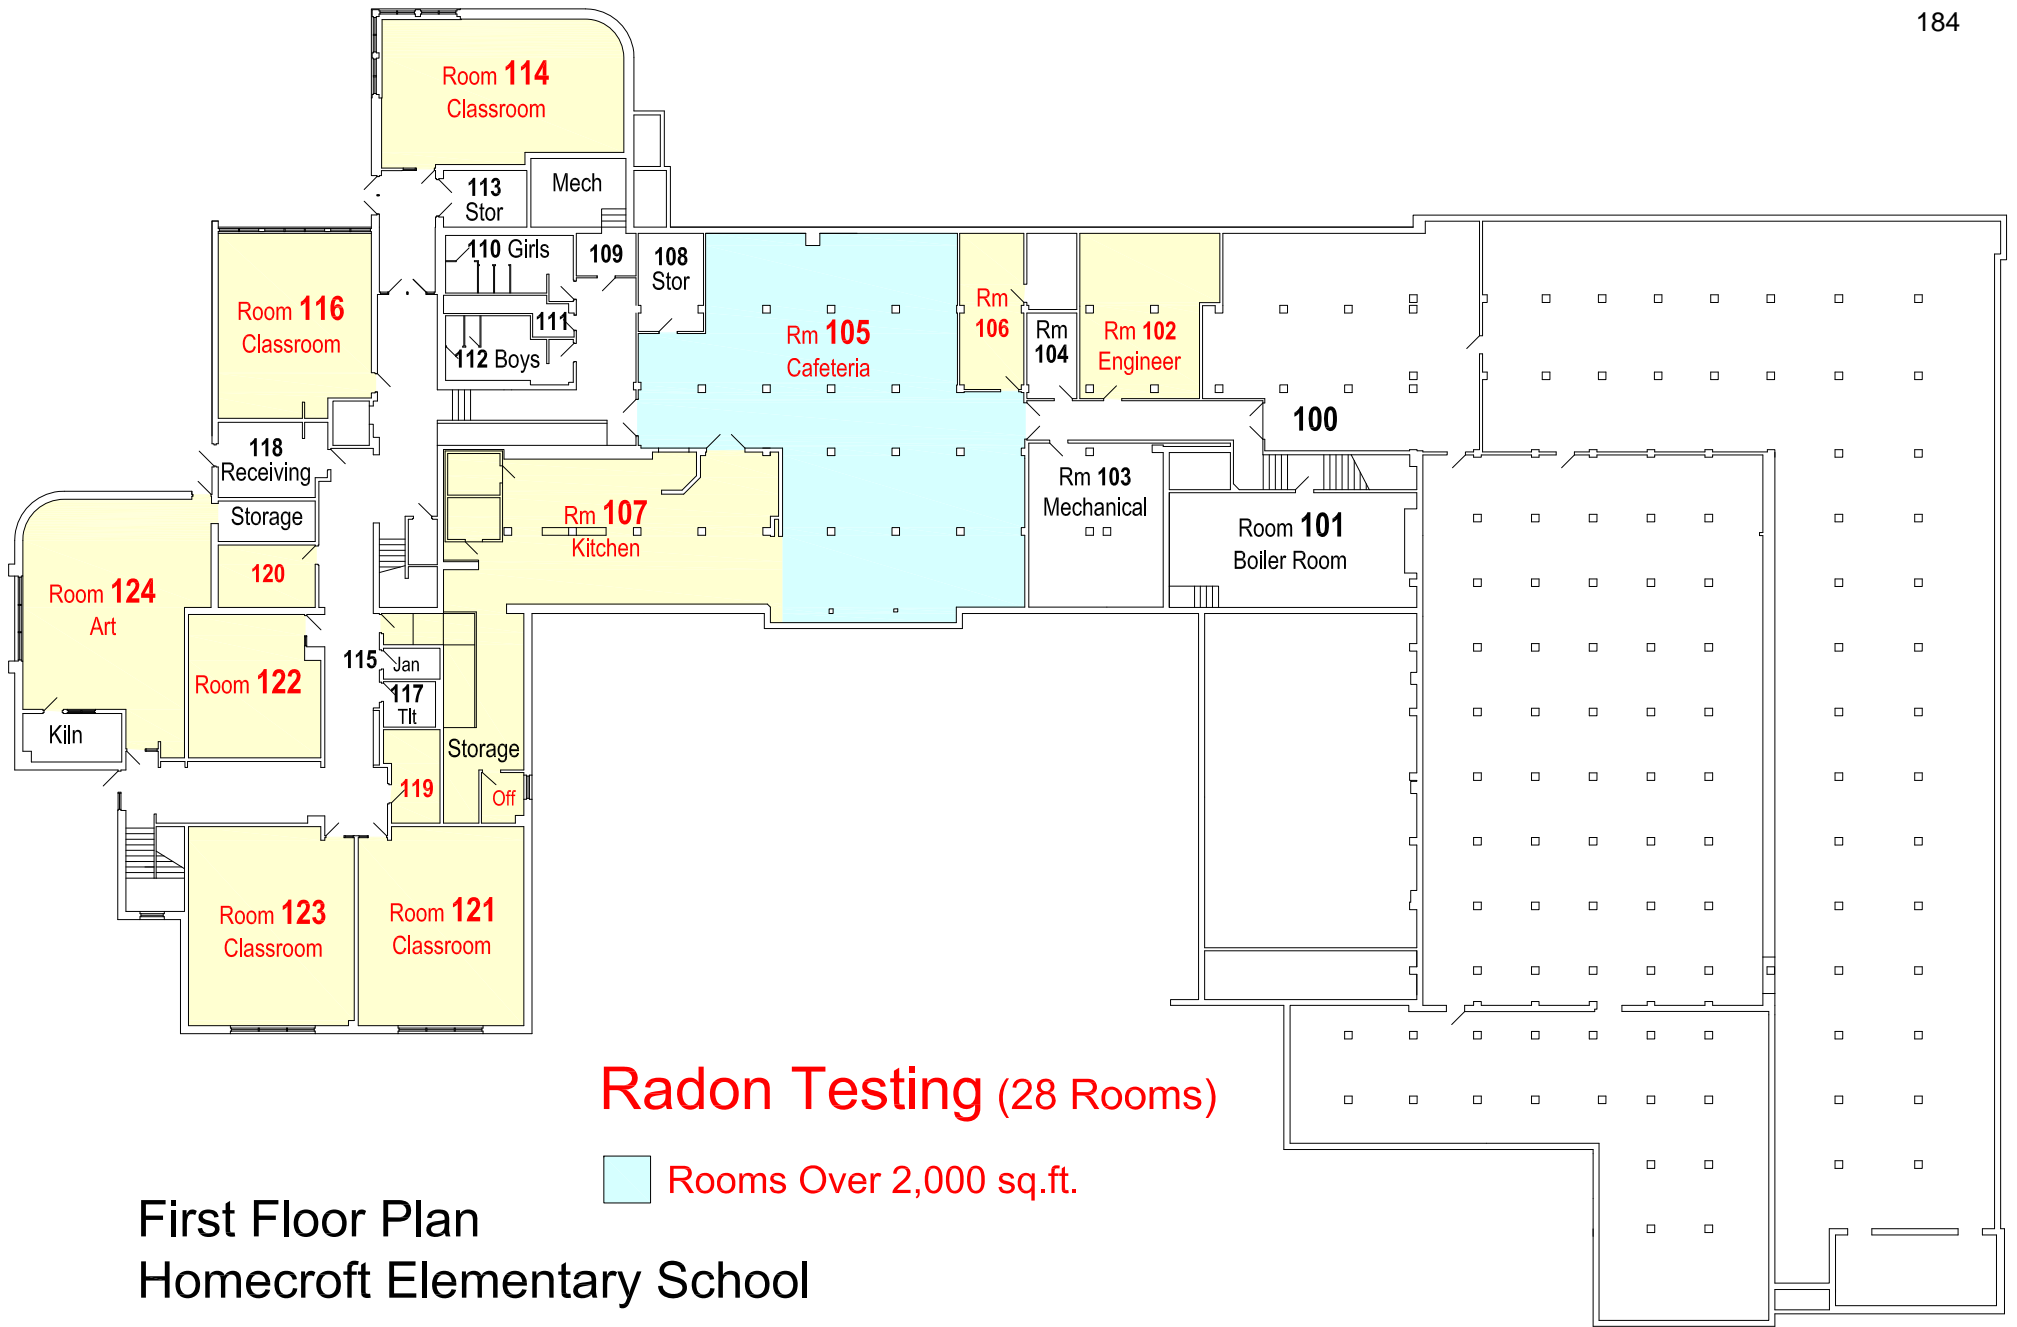 184
Room 114
Classroom
113
Stor
Mech
110 Girls
109
108
Stor
Room 116
Classroom
111
112 Boys
Rm 105
Cafeteria
Rm
106
Rm
104
Rm 102
Engineer
100
118
Receiving
Storage
120
Rm 107
Kitchen
Rm 103
Mechanical
Room 101
Boiler Room
Room 124
Art
Room 122
115
Jan
117
Tlt
Kiln
Storage
119
Off
Room 123
Classroom
Room 121
Classroom
Radon Testing (28 Rooms)
Rooms Over 2,000 sq.ft.
First Floor Plan
Homecroft Elementary School